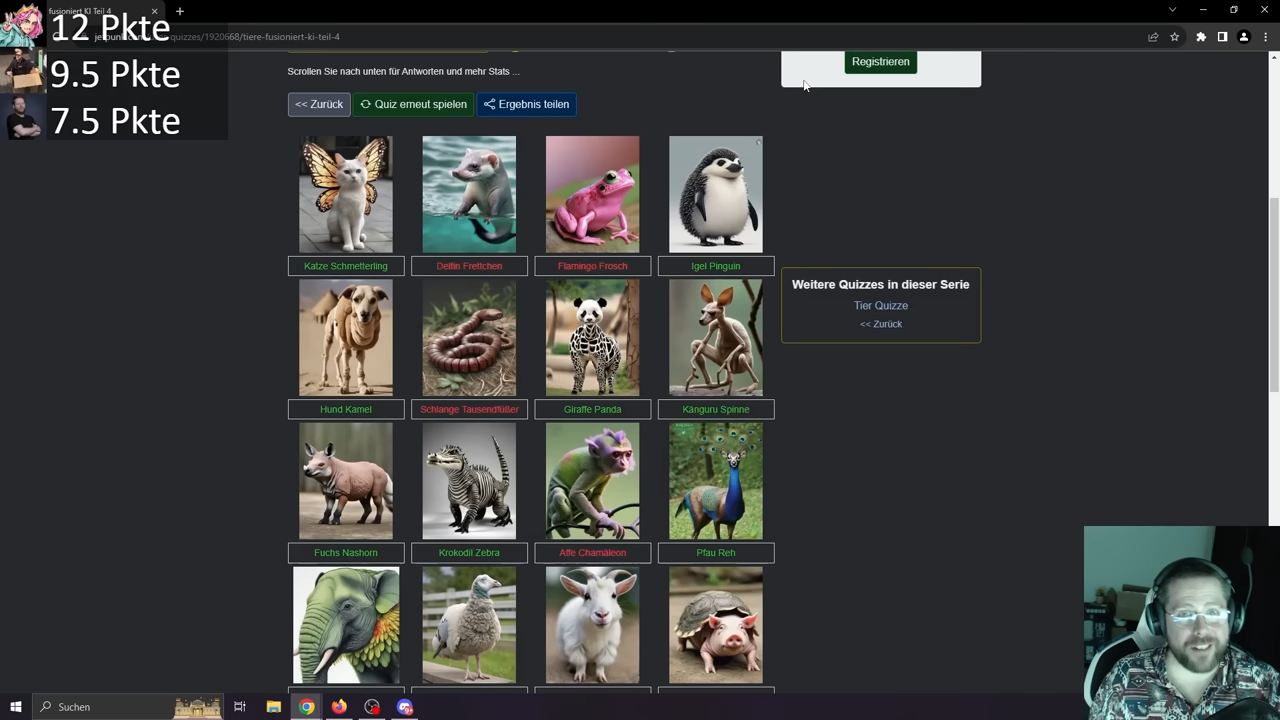 fusioniert KI Teil 4
12 Pkte
9.5 Pkte
7.5 Pkte
quizzes/1920668/tiere-fusioniert-ki-teil-4
Scrollen Sie nach unten für Antworten und mehr Stats ...
Registrieren
<< Zurück
Quiz erneut spielen
Ergebnis teilen
Katze Schmetterling
Delfin Frettchen
Flamingo Frosch
Igel Pinguin
Weitere Quizzes in dieser Serie
Tier Quizze
<< Zurück
Hund Kamel
Schlange Tausendfüßer
Giraffe Panda
Känguru Spinne
Fuchs Nashorn
Krokodil Zebra
Affe Chamäleon
Pfau Reh
Suchen